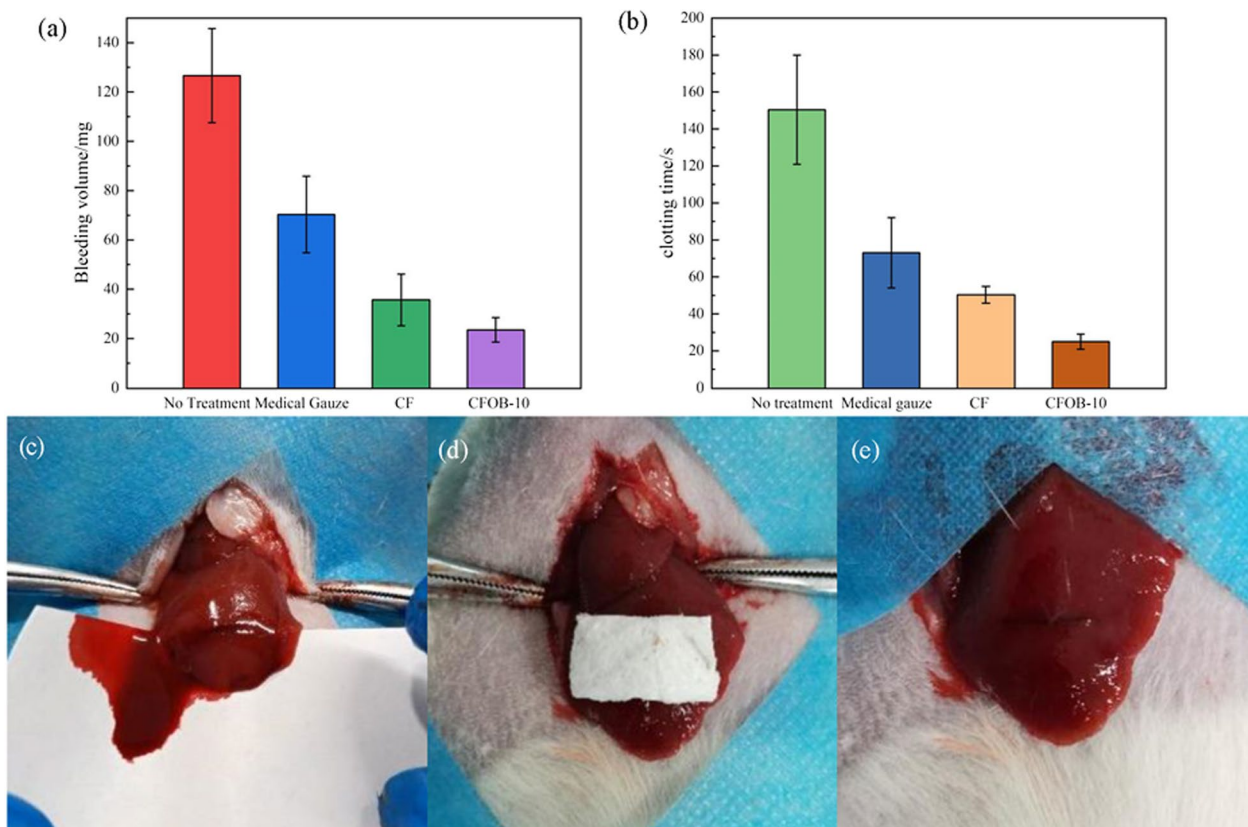 (a)
140
120
100
80
60
40
20
0
Bleeding volume/mg
No Treatment Medical Gauze CF CFOB-10
(b)
200
180
160
140
120
100
80
60
40
20
0
clotting time/s
No treatment Medical gauze CF CFOB-10
(c)
(d)
(e)